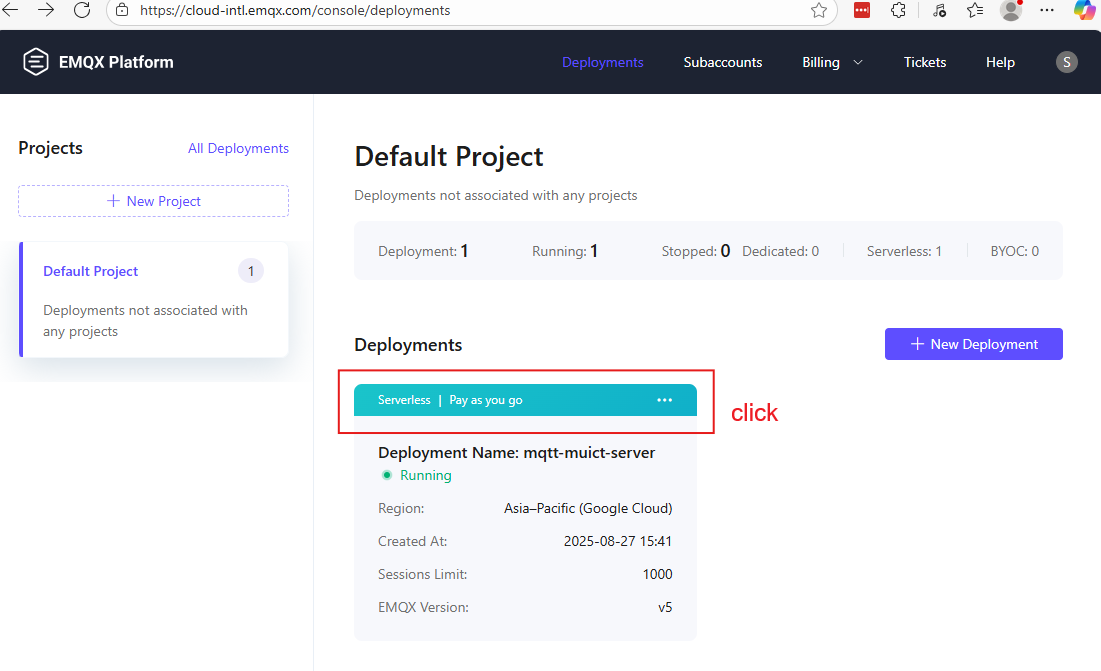 https://cloud-intl.emqx.com/console/deployments
EMQX Platform
Deployments
Subaccounts
Billing
Tickets
Help
S
Projects
All Deployments
+ New Project
Default Project
1
Deployments not associated with
any projects
Default Project
Deployments not associated with any projects
Deployment: 1
Running: 1
Stopped: 0
Dedicated: 0
Serverless: 1
BYOC: 0
Deployments
+ New Deployment
Serverless | Pay as you go
click
Deployment Name: mqtt-muict-server
Running
Region: Asia–Pacific (Google Cloud)
Created At: 2025-08-27 15:41
Sessions Limit: 1000
EMQX Version: v5